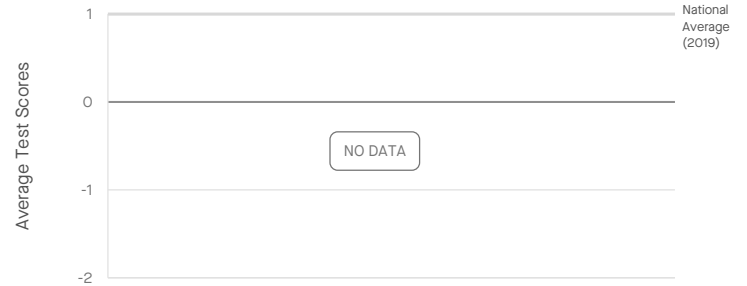 1
National
Average
(2019)
0
NO DATA
-1
-2
Average Test Scores